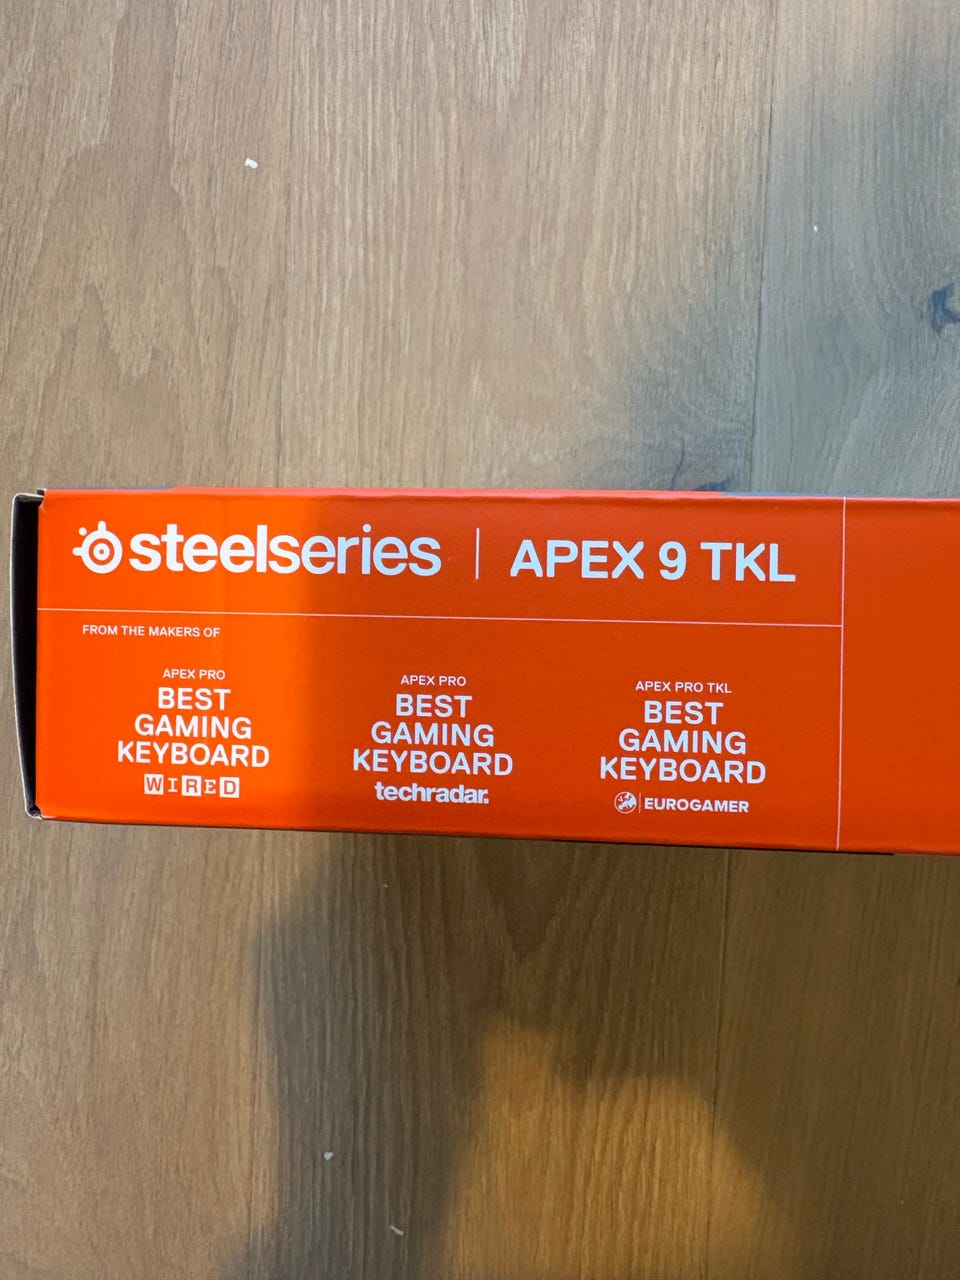 steelseries | APEX 9 TKL
FROM THE MAKERS OF
APEX PRO
BEST
GAMING
KEYBOARD
WIRED
APEX PRO
BEST
GAMING
KEYBOARD
techradar.
APEX PRO TKL
BEST
GAMING
KEYBOARD
EUROGAMER